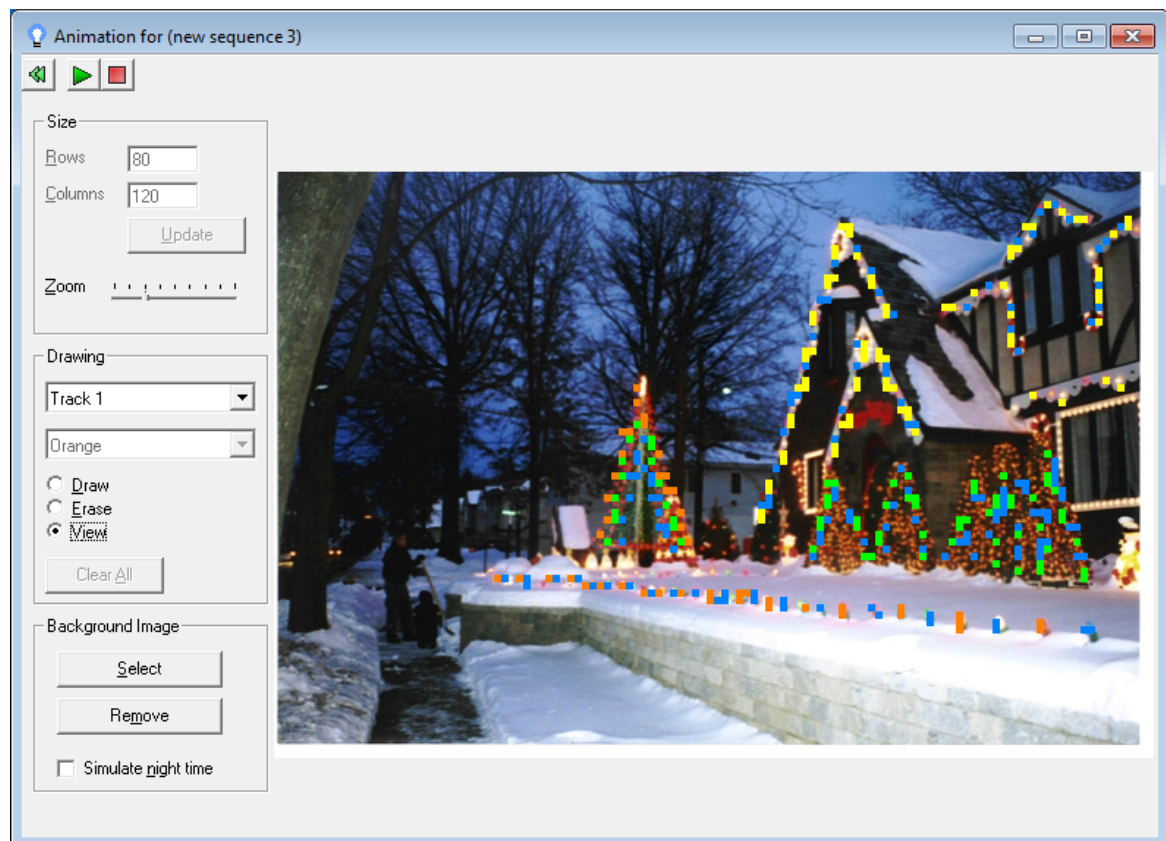 Animation for (new sequence 3)
Size
Rows 80
Columns 120
Update
Zoom
Drawing
Track 1
Orange
Draw
Erase
View
Clear All
Background Image
Select
Remove
Simulate night time